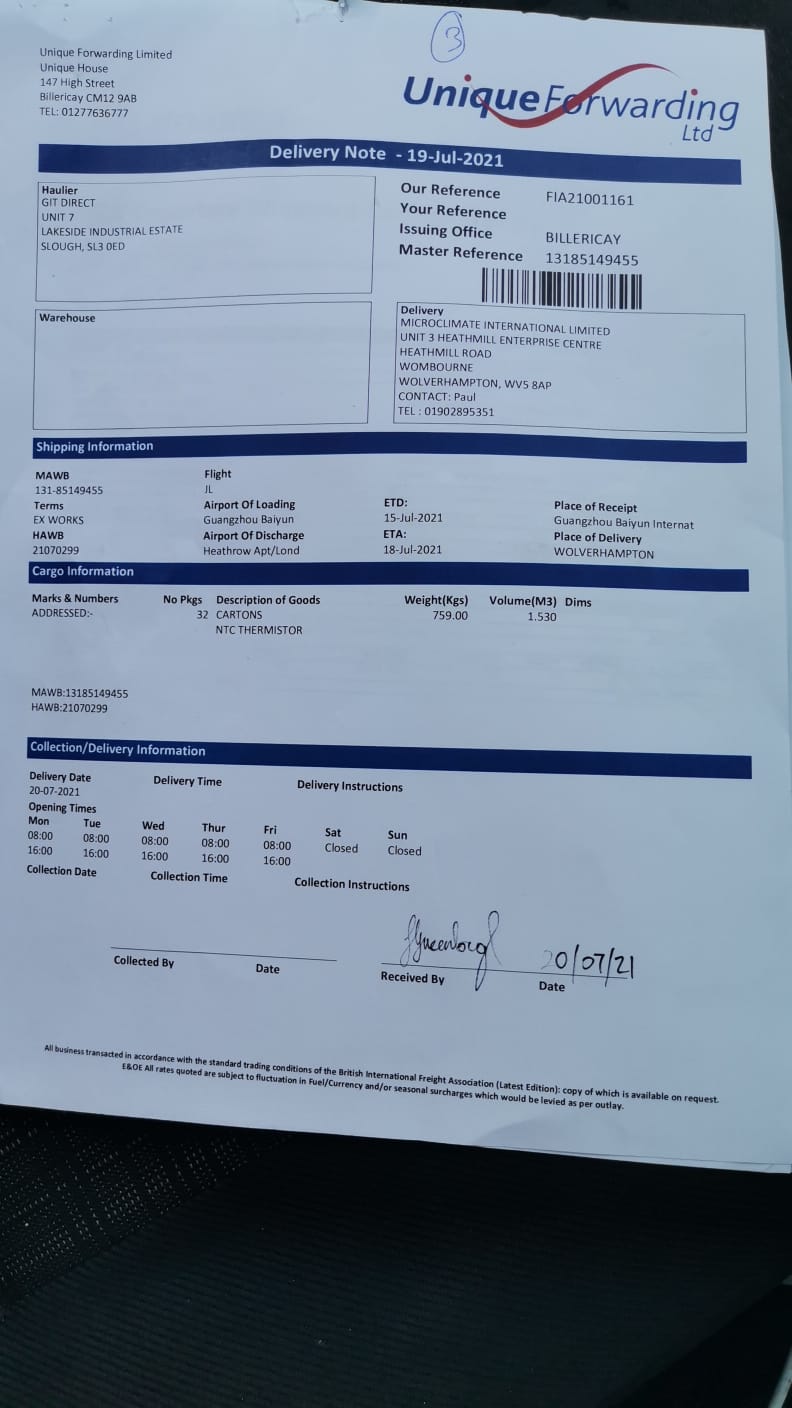 3
Unique Forwarding Limited
Unique House
147 High Street
Billericay CM12 9AB
TEL: 01277636777
UniqueForwarding
Ltd
Delivery Note - 19-Jul-2021
Haulier
GIT DIRECT
UNIT 7
LAKESIDE INDUSTRIAL ESTATE
SLOUGH, SL3 0ED
Our Reference FIA21001161
Your Reference
Issuing Office BILLERICAY
Master Reference 13185149455
Warehouse
Delivery
MICROCLIMATE INTERNATIONAL LIMITED
UNIT 3 HEATHMILL ENTERPRISE CENTRE
HEATHMILL ROAD
WOMBOURNE
WOLVERHAMPTON, WV5 8AP
CONTACT: Paul
TEL : 01902895351
Shipping Information
MAWB Flight
131-85149455 JL
Terms Airport Of Loading ETD: Place of Receipt
EX WORKS Guangzhou Baiyun 15-Jul-2021 Guangzhou Baiyun Internat
HAWB Airport Of Discharge ETA: Place of Delivery
21070299 Heathrow Apt/Lond 18-Jul-2021 WOLVERHAMPTON
Cargo Information
Marks & Numbers No Pkgs Description of Goods Weight(Kgs) Volume(M3) Dims
ADDRESSED:- 32 CARTONS 759.00 1.530
NTC THERMISTOR
MAWB:13185149455
HAWB:21070299
Collection/Delivery Information
Delivery Date Delivery Time Delivery Instructions
20-07-2021
Opening Times
Mon Tue Wed Thur Fri Sat Sun
08:00 08:00 08:00 08:00 08:00 Closed Closed
16:00 16:00 16:00 16:00 16:00
Collection Date Collection Time Collection Instructions
20/07/21
Collected By Date Received By Date
All business transacted in accordance with the standard trading conditions of the British International Freight Association (Latest Edition): copy of which is available on request.
E&OE All rates quoted are subject to fluctuation in Fuel/Currency and/or seasonal surcharges which would be levied as per outlay.